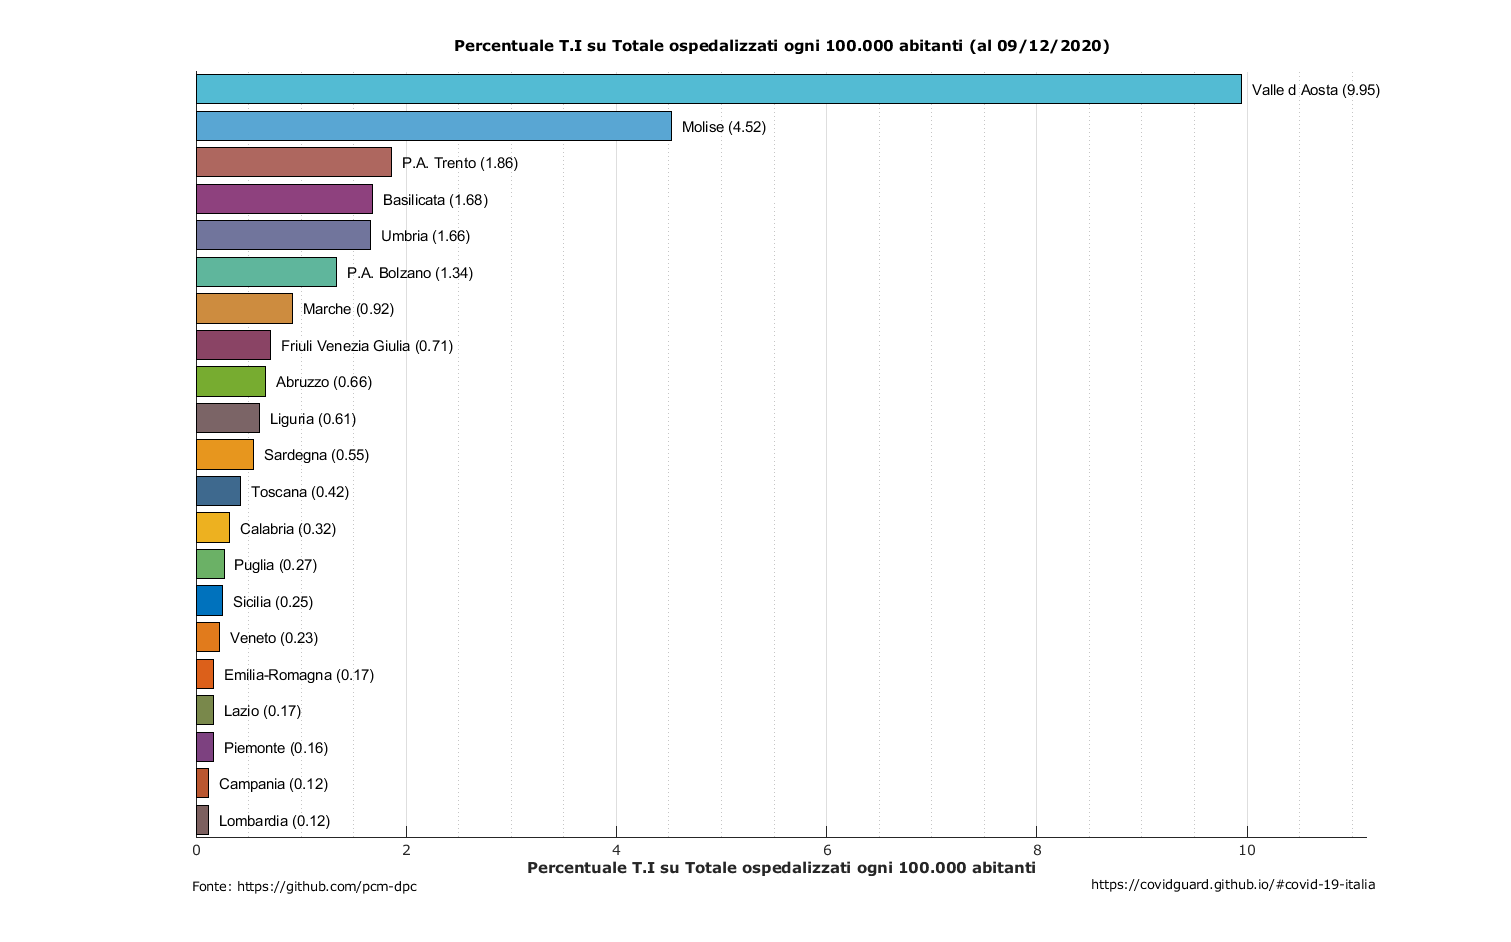 Percentuale T.I su Totale ospedalizzati ogni 100.000 abitanti (al 09/12/2020)
Valle d Aosta (9.95)
Molise (4.52)
P.A. Trento (1.86)
Basilicata (1.68)
Umbria (1.66)
P.A. Bolzano (1.34)
Marche (0.92)
Friuli Venezia Giulia (0.71)
Abruzzo (0.66)
Liguria (0.61)
Sardegna (0.55)
Toscana (0.42)
Calabria (0.32)
Puglia (0.27)
Sicilia (0.25)
Veneto (0.23)
Emilia-Romagna (0.17)
Lazio (0.17)
Piemonte (0.16)
Campania (0.12)
Lombardia (0.12)
0 2 4 6 8 10
Percentuale T.I su Totale ospedalizzati ogni 100.000 abitanti
Fonte: https://github.com/pcm-dpc
https://covidguard.github.io/#covid-19-italia